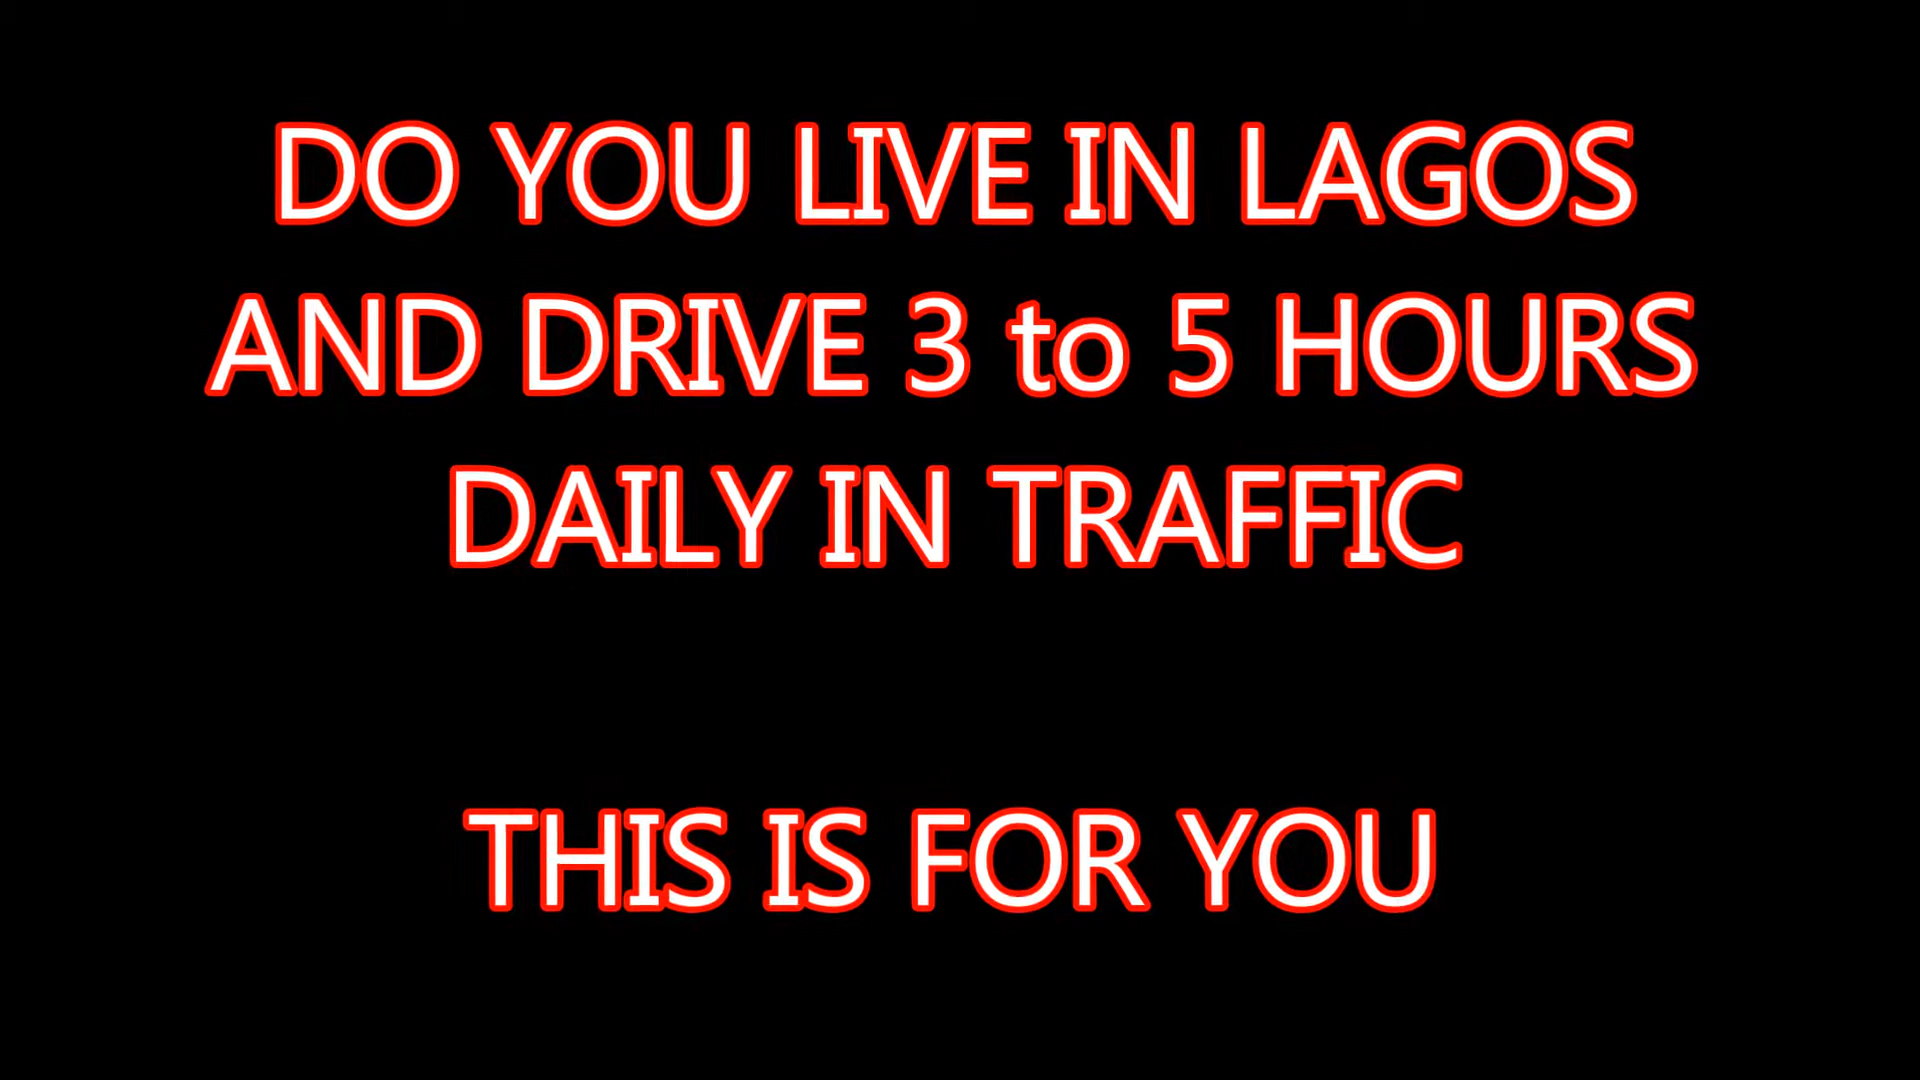 DO YOU LIVE IN LAGOS
AND DRIVE 3 to 5 HOURS
DAILY IN TRAFFIC
THIS IS FOR YOU